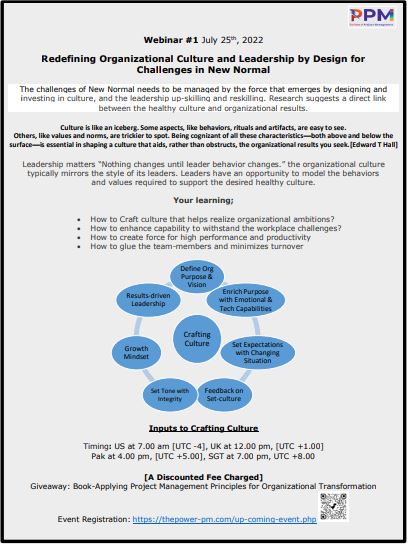 PPM
Webinar #1 July 25th, 2022
Redefining Organizational Culture and Leadership by Design for
Challenges in New Normal
The challenges of New Normal needs to be managed by the force that emerges by designing and
investing in culture, and the leadership up-skilling and reskilling. Research suggests a direct link
between the healthy culture and organizational results.
Culture is like an iceberg. Some aspects, like behaviors, rituals and artifacts, are easy to see.
Others, like values and norms, are trickier to spot. Being cognizant of all these characteristics—both above and below the
surface—is essential in shaping a culture that aids, rather than obstructs, the organizational results you seek.[Edward T Hall]
Leadership matters "Nothing changes until leader behavior changes." the organizational culture
typically mirrors the style of its leaders. Leaders have an opportunity to model the behaviors
and values required to support the desired healthy culture.
Your learning;
• How to Craft culture that helps realize organizational ambitions?
• How to enhance capability to withstand the workplace challenges?
• How to create force for high performance and productivity
• How to glue the team-members and minimizes turnover
Define Org
Purpose &
Vision
Results-driven
Leadership
Enrich Purpose
with Emotional &
Tech Capabilities
Crafting
Culture
Growth
Mindset
Set Expectations
with Changing
Situation
Set Tone with
Integrity
Feedback on
Set-culture
Inputs to Crafting Culture
Timing: US at 7.00 am [UTC -4], UK at 12.00 pm, [UTC +1.00]
Pak at 4.00 pm, [UTC +5.00], SGT at 7.00 pm, UTC +8.00
[A Discounted Fee Charged]
Giveaway: Book-Applying Project Management Principles for Organizational Transformation
Event Registration: https://thepower-pm.com/up-coming-event.php